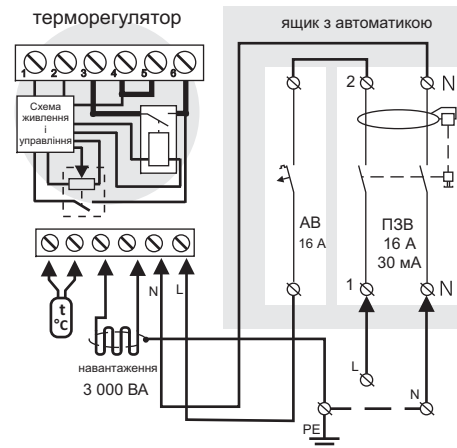 терморегулятор
ящик з автоматикою
1 2 3 4 5 6
Схема
живлення
і
управління
2
N
АВ
16 А
ПЗВ
16 А
30 мА
1
N
N
L
t
°C
навантаження
3 000 ВА
L
N
PE